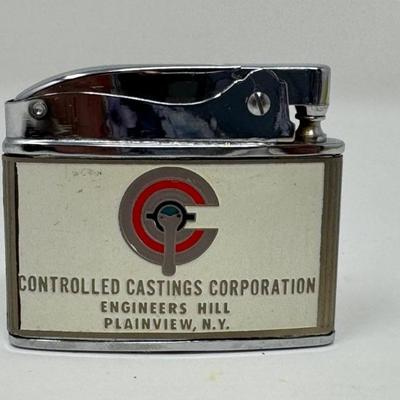 CONTROLLED CASTINGS CORPORATION
ENGINEERS HILL
PLAINVIEW, N.Y.